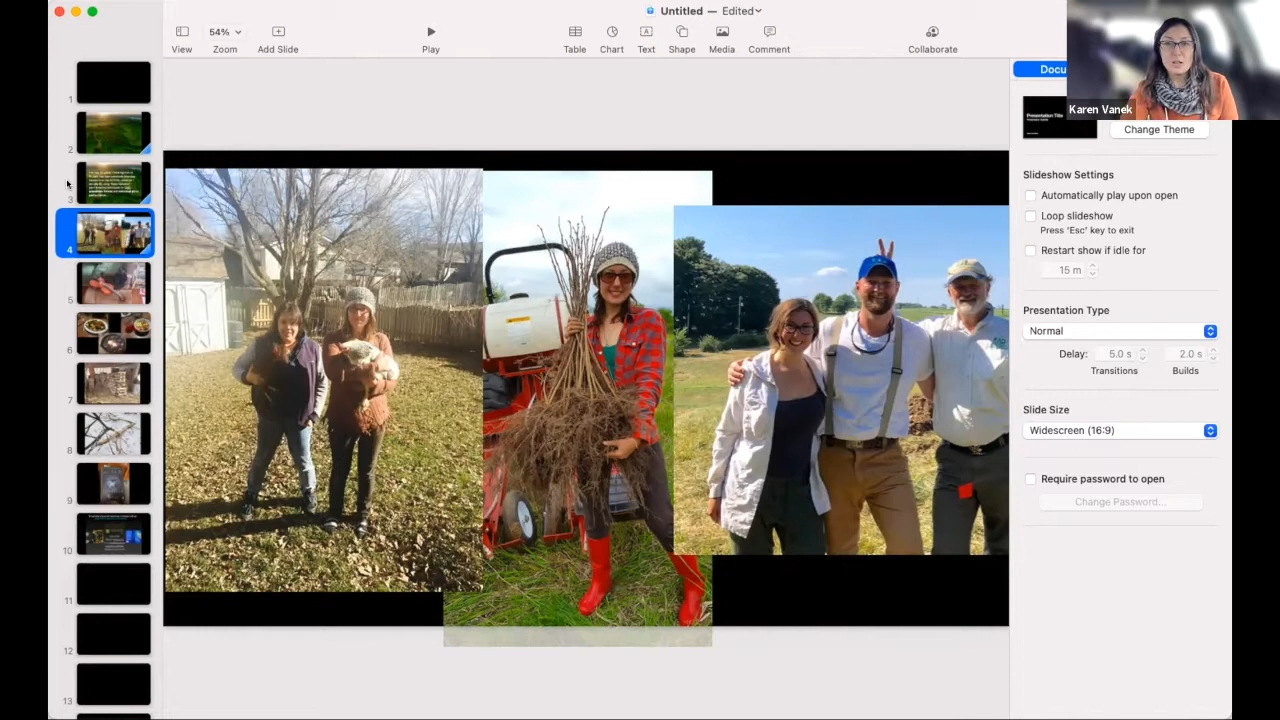 Untitled — Edited
54%
View
Zoom
Add Slide
Play
Table
Chart
Text
Shape
Media
Comment
Collaborate
Docu
Karen Vanek
Presentation Title
Change Theme
Slideshow Settings
Automatically play upon open
Loop slideshow
Press 'Esc' key to exit
Restart show if idle for
15 m
Presentation Type
Normal
Delay:
5.0 s
2.0 s
Transitions
Builds
Slide Size
Widescreen (16:9)
Require password to open
Change Password...
1
2
3
4
5
6
7
8
9
10
11
12
13